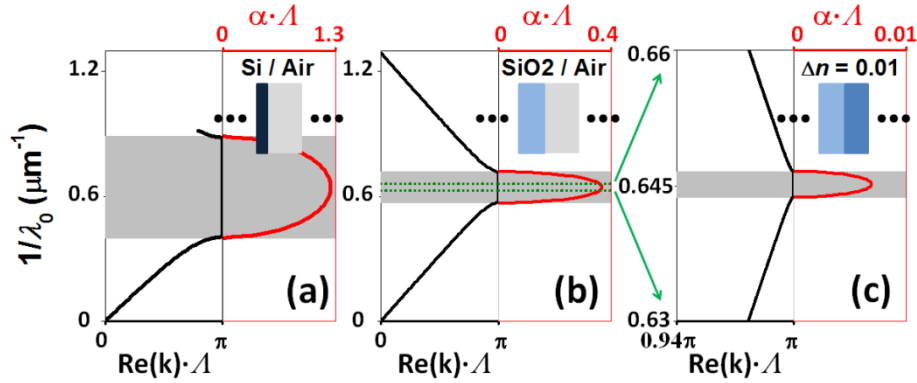 α·Λ
0 1.3
Si / Air
1.2
0.6
0
1/λ0 (μm-1)
(a)
0 π
Re(k)·Λ
α·Λ
0 0.4
SiO2 / Air
1.2
0.6
0
(b)
0 π
Re(k)·Λ
α·Λ
0 0.01
Δn = 0.01
0.66
0.645
0.63
(c)
0.94π π
Re(k)·Λ